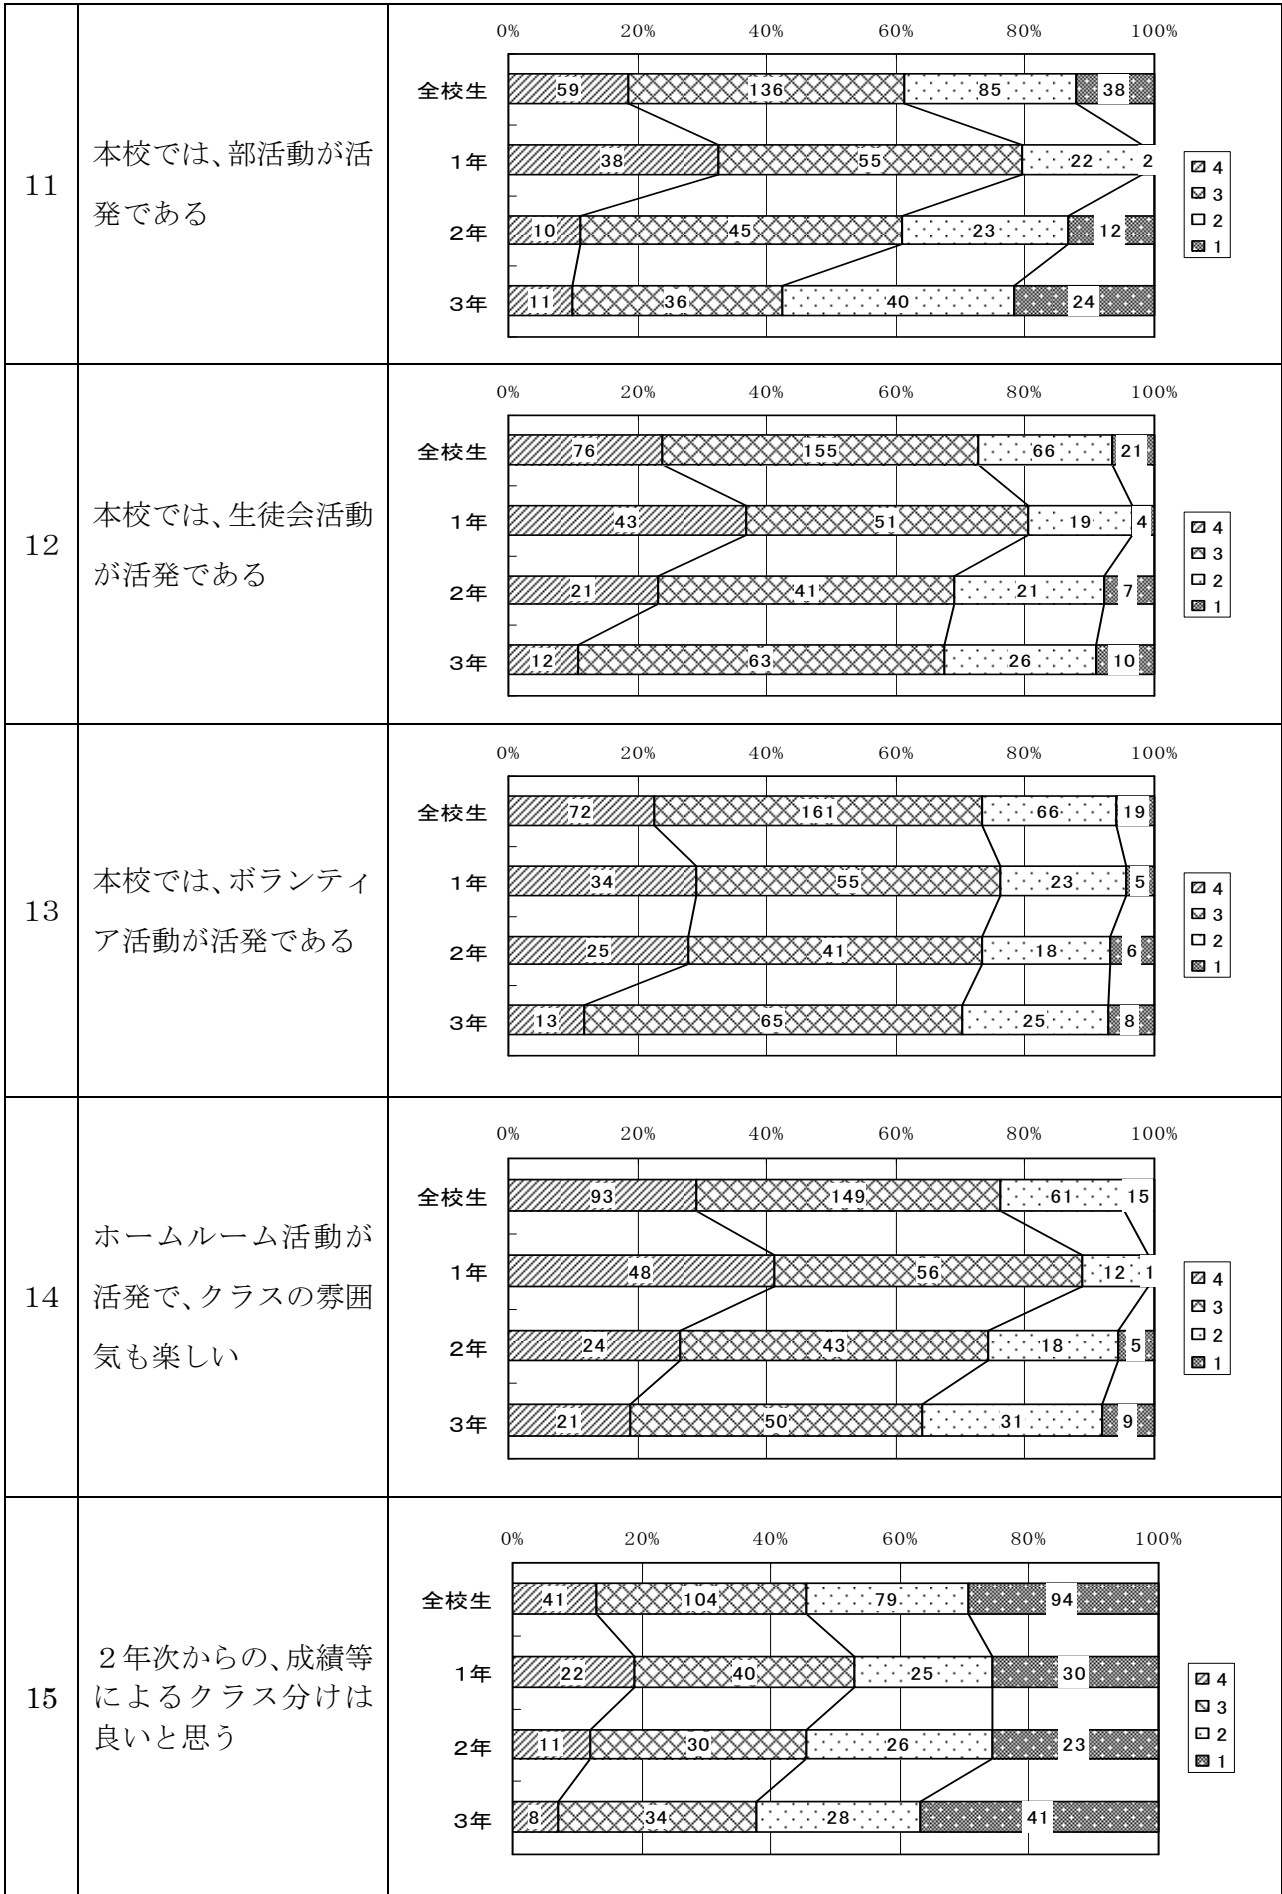 11
本校では、部活動が活
発である
0% 20% 40% 60% 80% 100%
全校生 59 136 85 38
1年 38 55 22 2
2年 10 45 23 12
3年 11 36 40 24
4
3
2
1
12
本校では、生徒会活動
が活発である
0% 20% 40% 60% 80% 100%
全校生 76 155 66 21
1年 43 51 19 4
2年 21 41 21 7
3年 12 63 26 10
4
3
2
1
13
本校では、ボランティ
ア活動が活発である
0% 20% 40% 60% 80% 100%
全校生 72 161 66 19
1年 34 55 23 5
2年 25 41 18 6
3年 13 65 25 8
4
3
2
1
14
ホームルーム活動が
活発で、クラスの雰囲
気も楽しい
0% 20% 40% 60% 80% 100%
全校生 93 149 61 15
1年 48 56 12 1
2年 24 43 18 5
3年 21 50 31 9
4
3
2
1
15
２年次からの、成績等
によるクラス分けは
良いと思う
0% 20% 40% 60% 80% 100%
全校生 41 104 79 94
1年 22 40 25 30
2年 11 30 26 23
3年 8 34 28 41
4
3
2
1